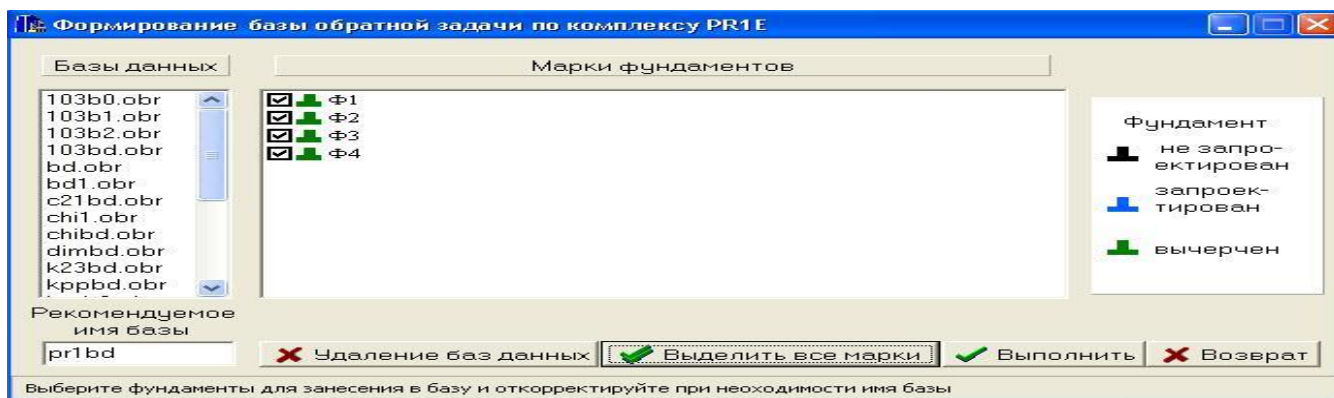 Формирование базы обратной задачи по комплексу PR1E
Базы данных
Марки фундаментов
103b0.obr
103b1.obr
103b2.obr
103bd.obr
bd.obr
bd1.obr
c21bd.obr
chi1.obr
chibd.obr
dimbd.obr
k23bd.obr
kppbd.obr
Ф1
Ф2
Ф3
Ф4
Фундамент
не запро-
ектирован
запроек-
тирован
вычерчен
Рекомендуемое
имя базы
pr1bd
Удаление баз данных
Выделить все марки
Выполнить
Возврат
Выберите фундаменты для занесения в базу и откорректируйте при неоходимости имя базы